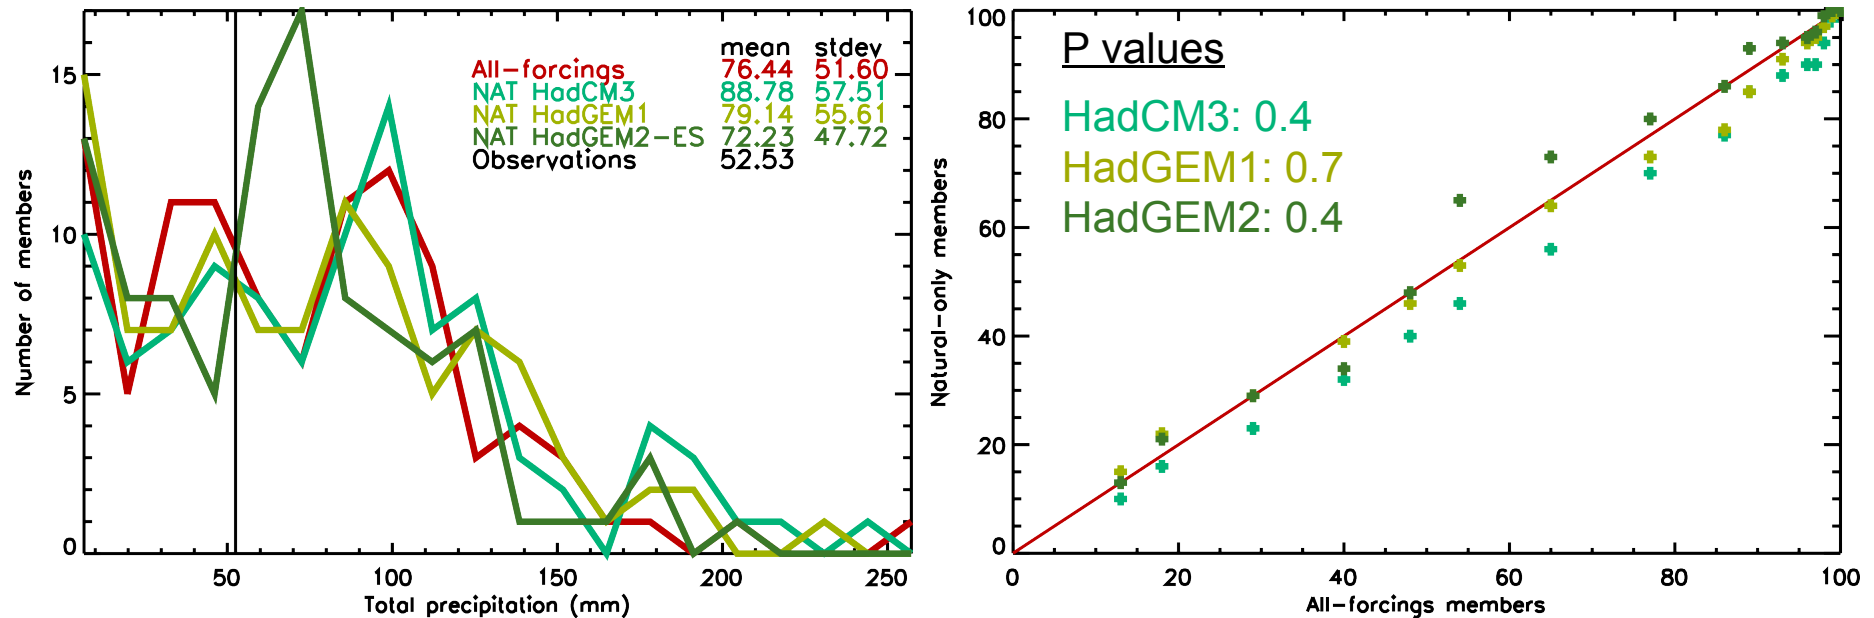 mean stdev
All-forcings 76.44 51.60
NAT HadCM3 88.78 57.51
NAT HadGEM1 79.14 55.61
NAT HadGEM2-ES 72.23 47.72
Observations 52.53
15
10
5
0
Number of members
50 100 150 200 250
Total precipitation (mm)
P values
HadCM3: 0.4
HadGEM1: 0.7
HadGEM2: 0.4
100
80
60
40
20
0
Natural-only members
0 20 40 60 80 100
All-forcings members